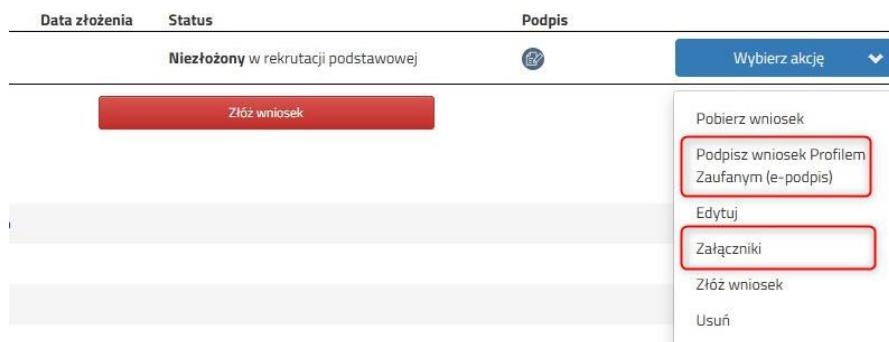 Data złożenia Status Podpis
Niezłożony w rekrutacji podstawowej Wybierz akcję
Złóż wniosek
Pobierz wniosek
Podpisz wniosek Profilem
Zaufanym (e-podpis)
Edytuj
Załączniki
Złóż wniosek
Usuń